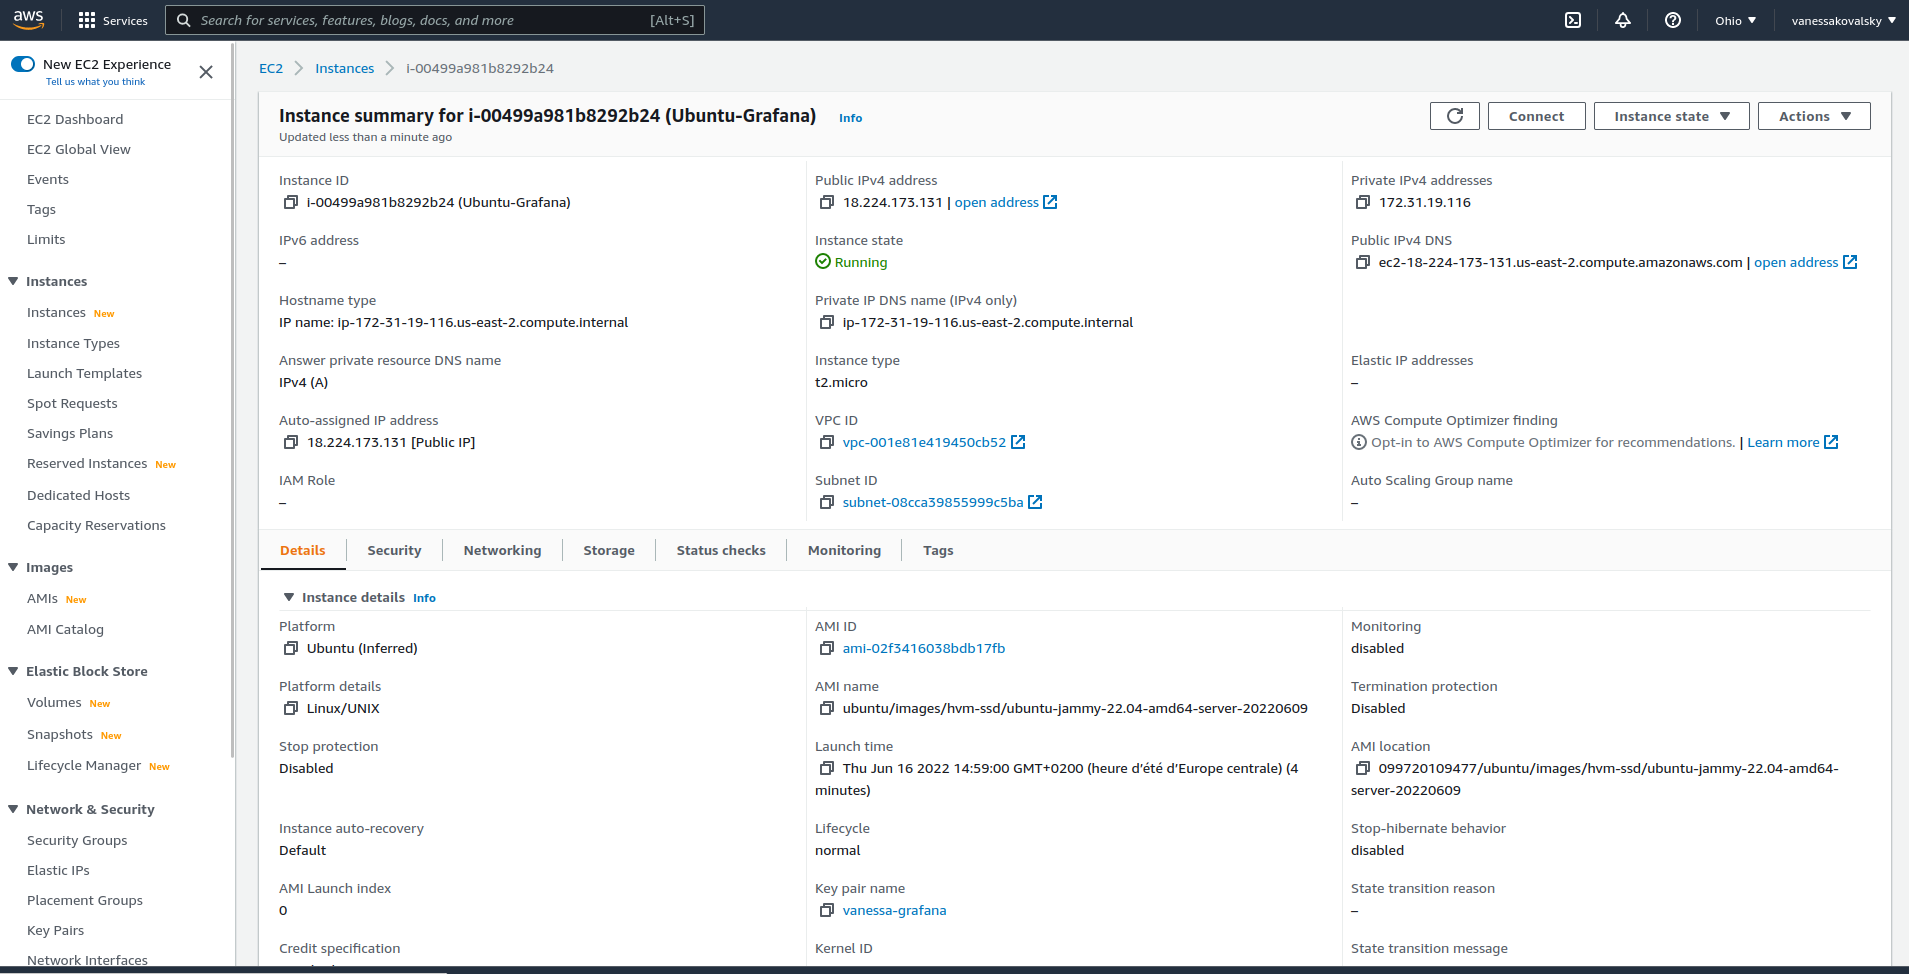 aws Services Search for services, features, blogs, docs, and more [Alt+S] Ohio vanessakovalsky
New EC2 Experience
Tell us what you think
EC2 Dashboard
EC2 Global View
Events
Tags
Limits
Instances
Instances New
Instance Types
Launch Templates
Spot Requests
Savings Plans
Reserved Instances New
Dedicated Hosts
Capacity Reservations
Images
AMIs New
AMI Catalog
Elastic Block Store
Volumes New
Snapshots New
Lifecycle Manager New
Network & Security
Security Groups
Elastic IPs
Placement Groups
Key Pairs
Network Interfaces
EC2 Instances i-00499a981b8292b24
Instance summary for i-00499a981b8292b24 (Ubuntu-Grafana) Info
Updated less than a minute ago
Connect Instance state Actions
Instance ID Public IPv4 address Private IPv4 addresses
i-00499a981b8292b24 (Ubuntu-Grafana) 18.224.173.131 | open address 172.31.19.116
IPv6 address Instance state Public IPv4 DNS
– Running ec2-18-224-173-131.us-east-2.compute.amazonaws.com | open address
Hostname type Private IP DNS name (IPv4 only)
IP name: ip-172-31-19-116.us-east-2.compute.internal ip-172-31-19-116.us-east-2.compute.internal
Answer private resource DNS name Instance type Elastic IP addresses
IPv4 (A) t2.micro –
Auto-assigned IP address VPC ID AWS Compute Optimizer finding
18.224.173.131 [Public IP] vpc-001e81e419450cb52 Opt-in to AWS Compute Optimizer for recommendations. | Learn more
IAM Role Subnet ID Auto Scaling Group name
– subnet-08cca39855999c5ba –
Details Security Networking Storage Status checks Monitoring Tags
Instance details Info
Platform AMI ID Monitoring
Ubuntu (Inferred) ami-02f3416038bdb17fb disabled
Platform details AMI name Termination protection
Linux/UNIX ubuntu/images/hvm-ssd/ubuntu-jammy-22.04-amd64-server-20220609 Disabled
Stop protection Launch time AMI location
Disabled Thu Jun 16 2022 14:59:00 GMT+0200 (heure d'été d'Europe centrale) (4 099720109477/ubuntu/images/hvm-ssd/ubuntu-jammy-22.04-amd64-
minutes) server-20220609
Instance auto-recovery Lifecycle Stop-hibernate behavior
Default normal disabled
AMI Launch index Key pair name State transition reason
0 vanessa-grafana –
Credit specification Kernel ID State transition message